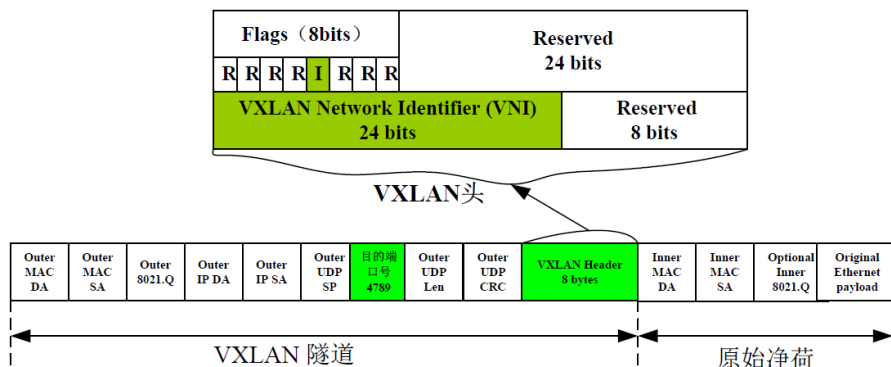 Flags（8bits）
Reserved
24 bits
R R R R I R R R
VXLAN Network Identifier (VNI)
24 bits
Reserved
8 bits
VXLAN头
Outer
MAC
DA
Outer
MAC
SA
Outer
8021.Q
Outer
IP DA
Outer
IP SA
Outer
UDP
SP
目的端
口号
4789
Outer
UDP
Len
Outer
UDP
CRC
VXLAN Header
8 bytes
Inner
MAC
DA
Inner
MAC
SA
Optional
Inner
8021.Q
Original
Ethernet
payload
VXLAN 隧道
原始净荷